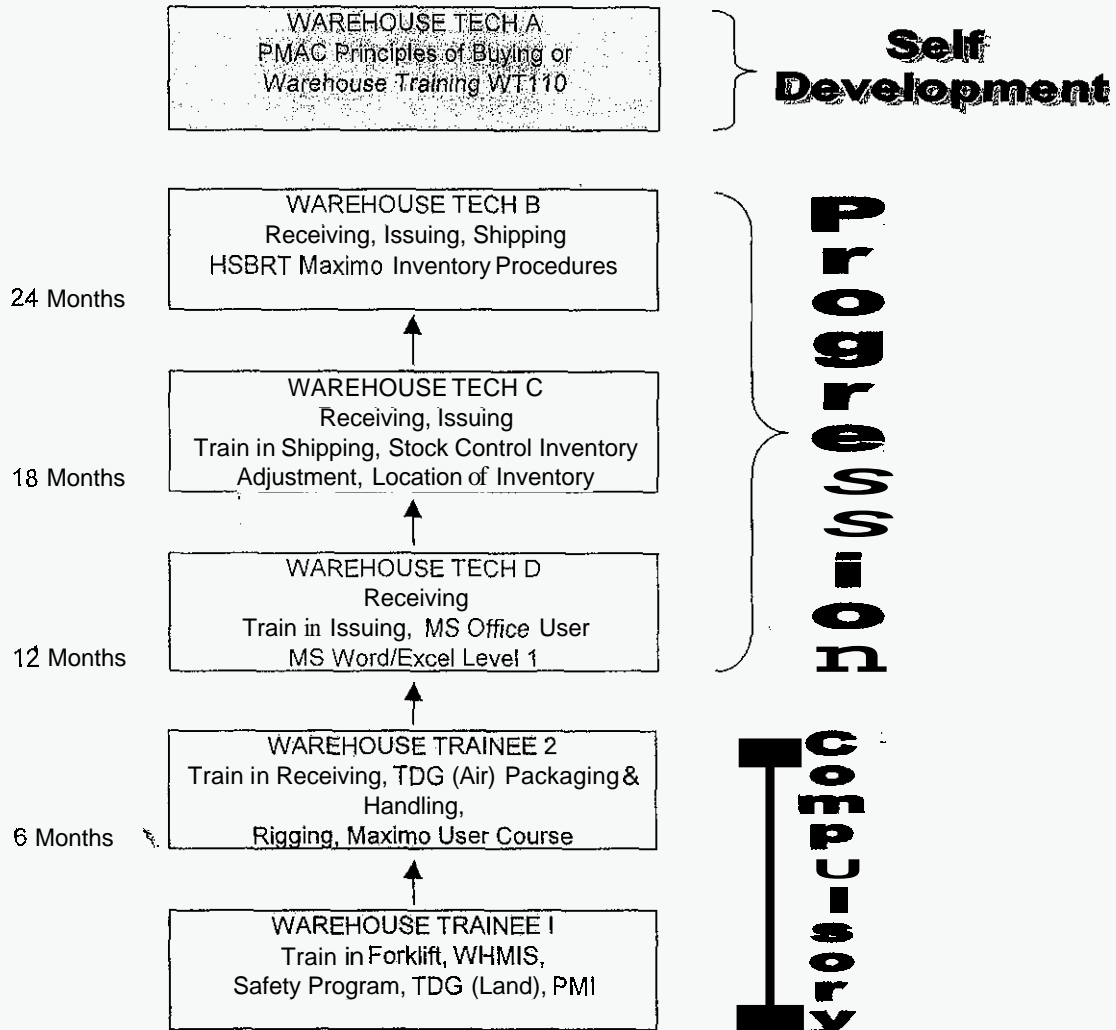 WAREHOUSE TECH A
PMAC Principles of Buying or
Warehouse Training WT110
Self
Development
WAREHOUSE TECH B
Receiving, Issuing, Shipping
HSBRT Maximo Inventory Procedures
24 Months
WAREHOUSE TECH C
Receiving, Issuing
Train in Shipping, Stock Control Inventory
Adjustment, Location of Inventory
18 Months
WAREHOUSE TECH D
Receiving
Train in Issuing, MS Office User
MS Word/Excel Level 1
12 Months
Progression
WAREHOUSE TRAINEE 2
Train in Receiving, TDG (Air) Packaging &
Handling,
Rigging, Maximo User Course
6 Months
WAREHOUSE TRAINEE I
Train in Forklift, WHMIS,
Safety Program, TDG (Land), PMI
Compulsory